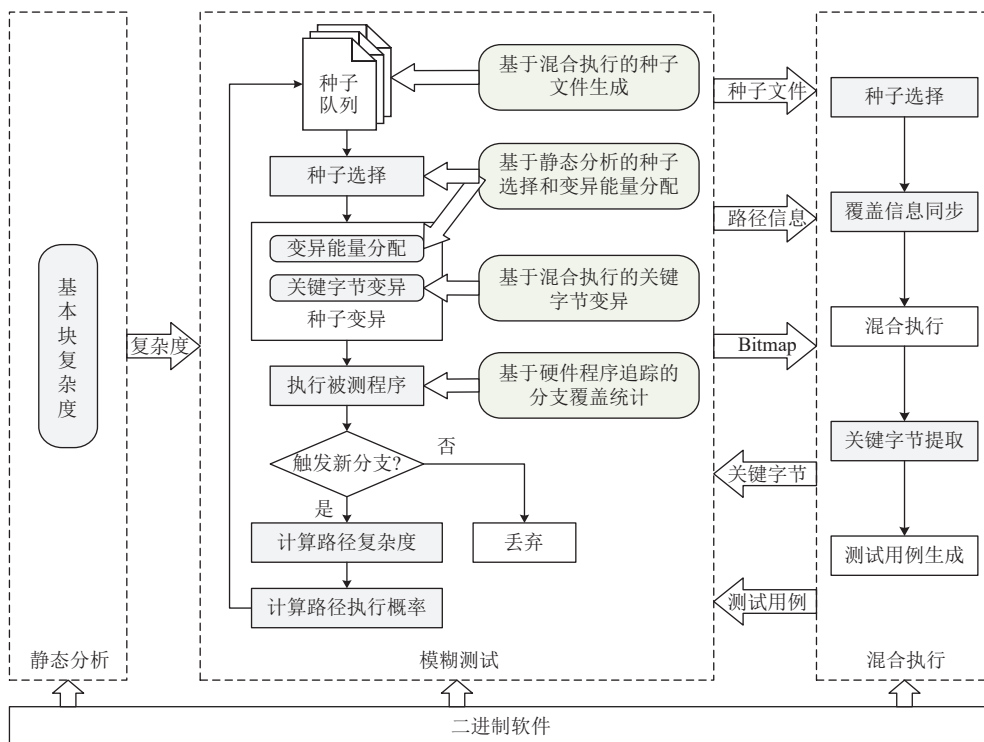 基
本
块
复
杂
度
静态分析
复杂度
种子
队列
种子选择
变异能量分配
关键字节变异
种子变异
执行被测程序
触发新分支?
否
是
丢弃
计算路径复杂度
计算路径执行概率
基于混合执行的种子
文件生成
基于静态分析的种子
选择和变异能量分配
基于混合执行的关键
字节变异
基于硬件程序追踪的
分支覆盖统计
模糊测试
种子文件
路径信息
Bitmap
关键字节
测试用例
种子选择
覆盖信息同步
混合执行
关键字节提取
测试用例生成
混合执行
二进制软件